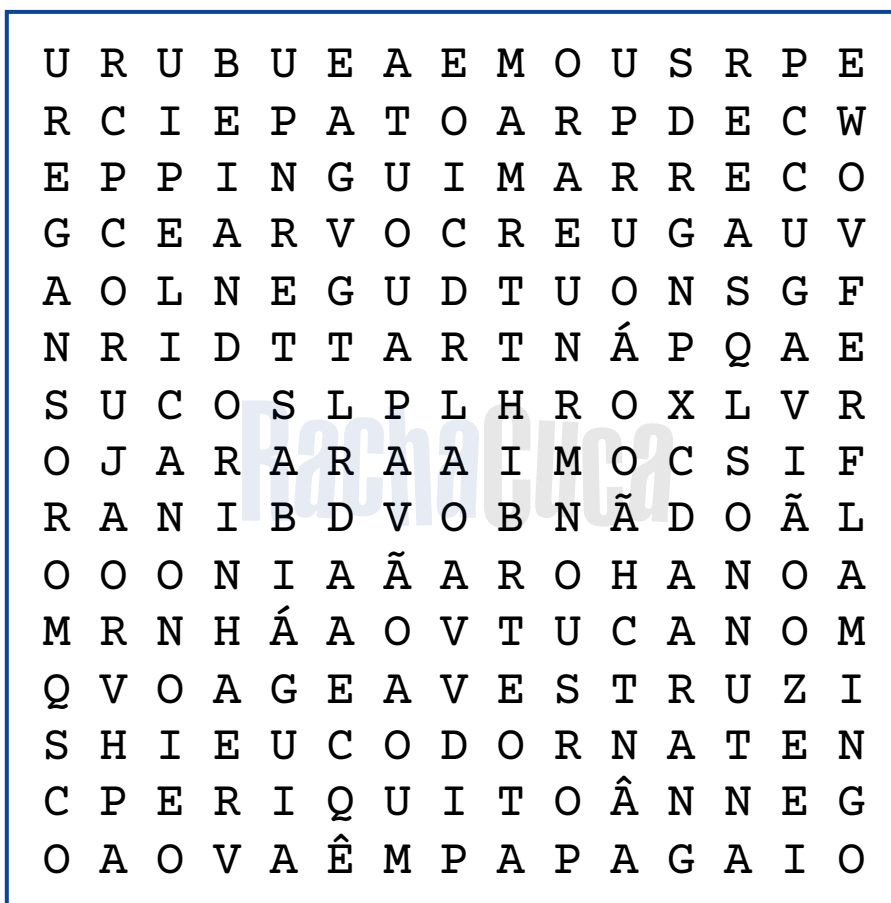 U R U B U E A E M O U S R P E
R C I E P A T O A R P D E C W
E P P I N G U I M A R R E C O
G C E A R V O C R E U G A U V
A O L N E G U D T U O N S G F
N R I D T T A R T N Á P Q A E
S U C O S L P L H R O X L V R
O J A R A R A A I M O C S I F
R A N I B D V O B N Ã D O Ã L
O O O N I A Ã A R O H A N O A
M R N H Á A O V T U C A N O M
Q V O A G E A V E S T R U Z I
S H I E U C O D O R N A T E N
C P E R I Q U I T O Â N N E G
O A O V A Ê M P A P A G A I O
RachaCuca